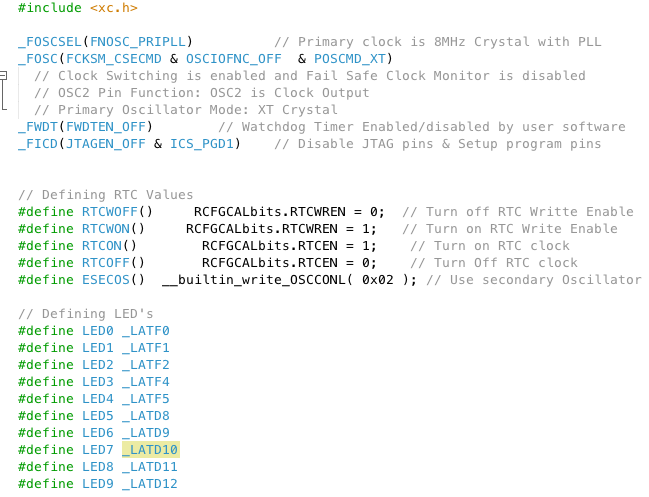 #include <xc.h>
_FOSCSEL(FNOSC_PRIPLL)          // Primary clock is 8MHz Crystal with PLL
_FOSC(FCKSM_CSECMD & OSCIOFNC_OFF  & POSCMD_XT)
// Clock Switching is enabled and Fail Safe Clock Monitor is disabled
// OSC2 Pin Function: OSC2 is Clock Output
// Primary Oscillator Mode: XT Crystal
_FWDT(FWDTEN_OFF)        // Watchdog Timer Enabled/disabled by user software
_FICD(JTAGEN_OFF & ICS_PGD1)    // Disable JTAG pins & Setup program pins
// Defining RTC Values
#define RTCWOFF()     RCFGCALbits.RTCWREN = 0;  // Turn off RTC Writte Enable
#define RTCWON()     RCFGCALbits.RTCWREN = 1;   // Turn on RTC Write Enable
#define RTCON()        RCFGCALbits.RTCEN = 1;    // Turn on RTC clock
#define RTCOFF()       RCFGCALbits.RTCEN = 0;    // Turn Off RTC clock
#define ESECOS()  __builtin_write_OSCCONL( 0x02 ); // Use secondary Oscillator
// Defining LED's
#define LED0 _LATF0
#define LED1 _LATF1
#define LED2 _LATF2
#define LED3 _LATF4
#define LED4 _LATF5
#define LED5 _LATD8
#define LED6 _LATD9
#define LED7 _LATD10
#define LED8 _LATD11
#define LED9 _LATD12